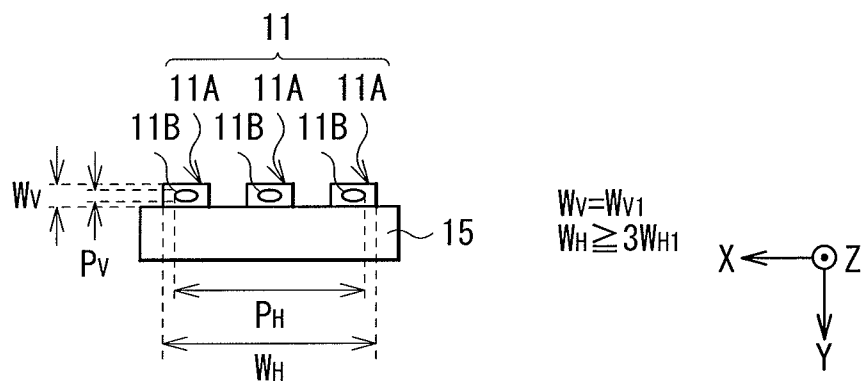 11
11A 11A 11A
11B 11B 11B
WV
PV
15
PH
WH
WV=WV1
WH≧3WH1
X Z
Y